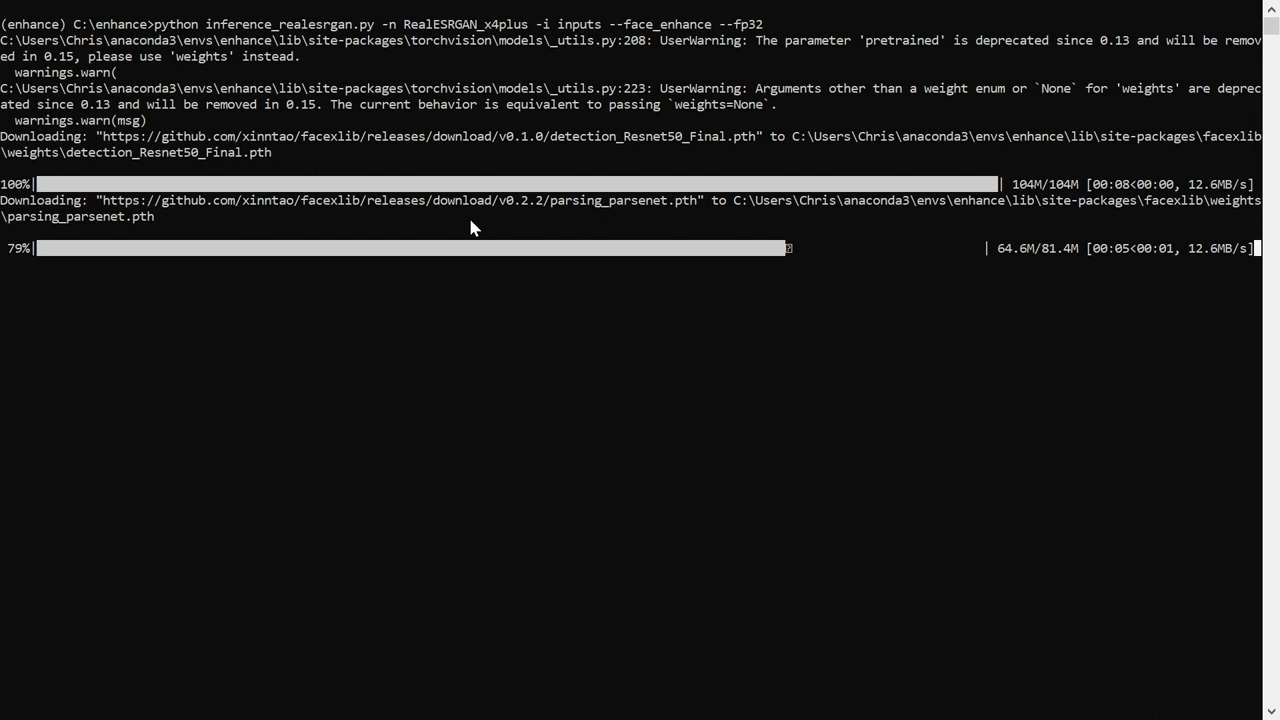 (enhance) C:\enhance>python inference_realesrgan.py -n RealESRGAN_x4plus -i inputs --face_enhance --fp32
C:\Users\Chris\anaconda3\envs\enhance\lib\site-packages\torchvision\models\_utils.py:208: UserWarning: The parameter 'pretrained' is deprecated since 0.13 and will be remov
ed in 0.15, please use 'weights' instead.
  warnings.warn(
C:\Users\Chris\anaconda3\envs\enhance\lib\site-packages\torchvision\models\_utils.py:223: UserWarning: Arguments other than a weight enum or `None` for 'weights' are deprec
ated since 0.13 and will be removed in 0.15. The current behavior is equivalent to passing `weights=None`.
  warnings.warn(msg)
Downloading: "https://github.com/xinntao/facexlib/releases/download/v0.1.0/detection_Resnet50_Final.pth" to C:\Users\Chris\anaconda3\envs\enhance\lib\site-packages\facexlib
\weights\detection_Resnet50_Final.pth
100%| | 104M/104M [00:08<00:00, 12.6MB/s]
Downloading: "https://github.com/xinntao/facexlib/releases/download/v0.2.2/parsing_parsenet.pth" to C:\Users\Chris\anaconda3\envs\enhance\lib\site-packages\facexlib\weights
\parsing_parsenet.pth
79%| | 64.6M/81.4M [00:05<00:01, 12.6MB/s]